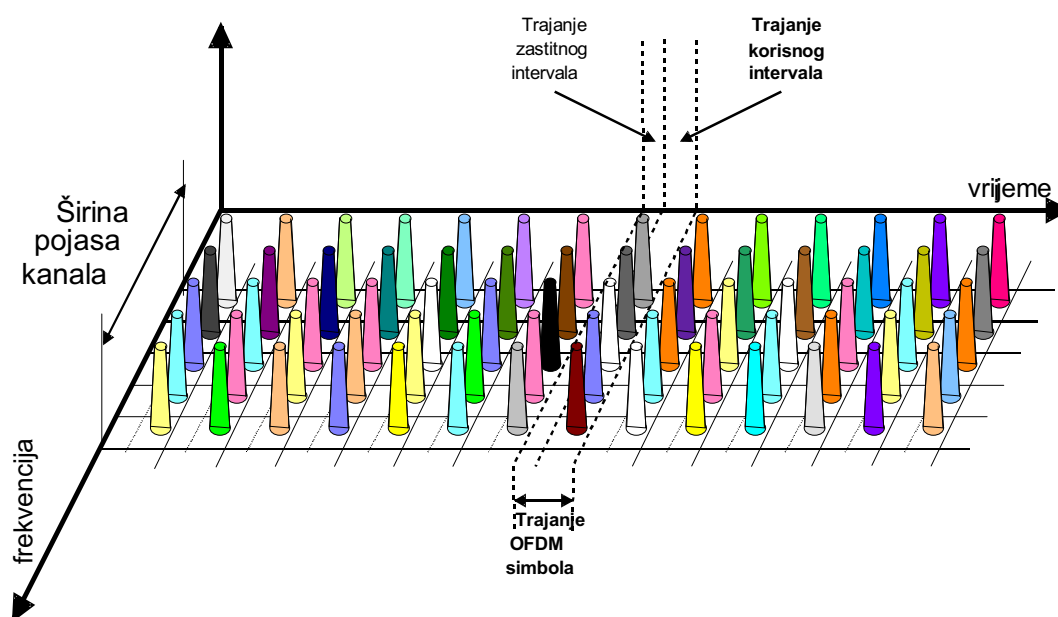 Trajanje
zastitnog
intervala
Trajanje
korisnog
intervala
vrijeme
Širina
pojasa
kanala
frekvencija
Trajanje
OFDM
simbola